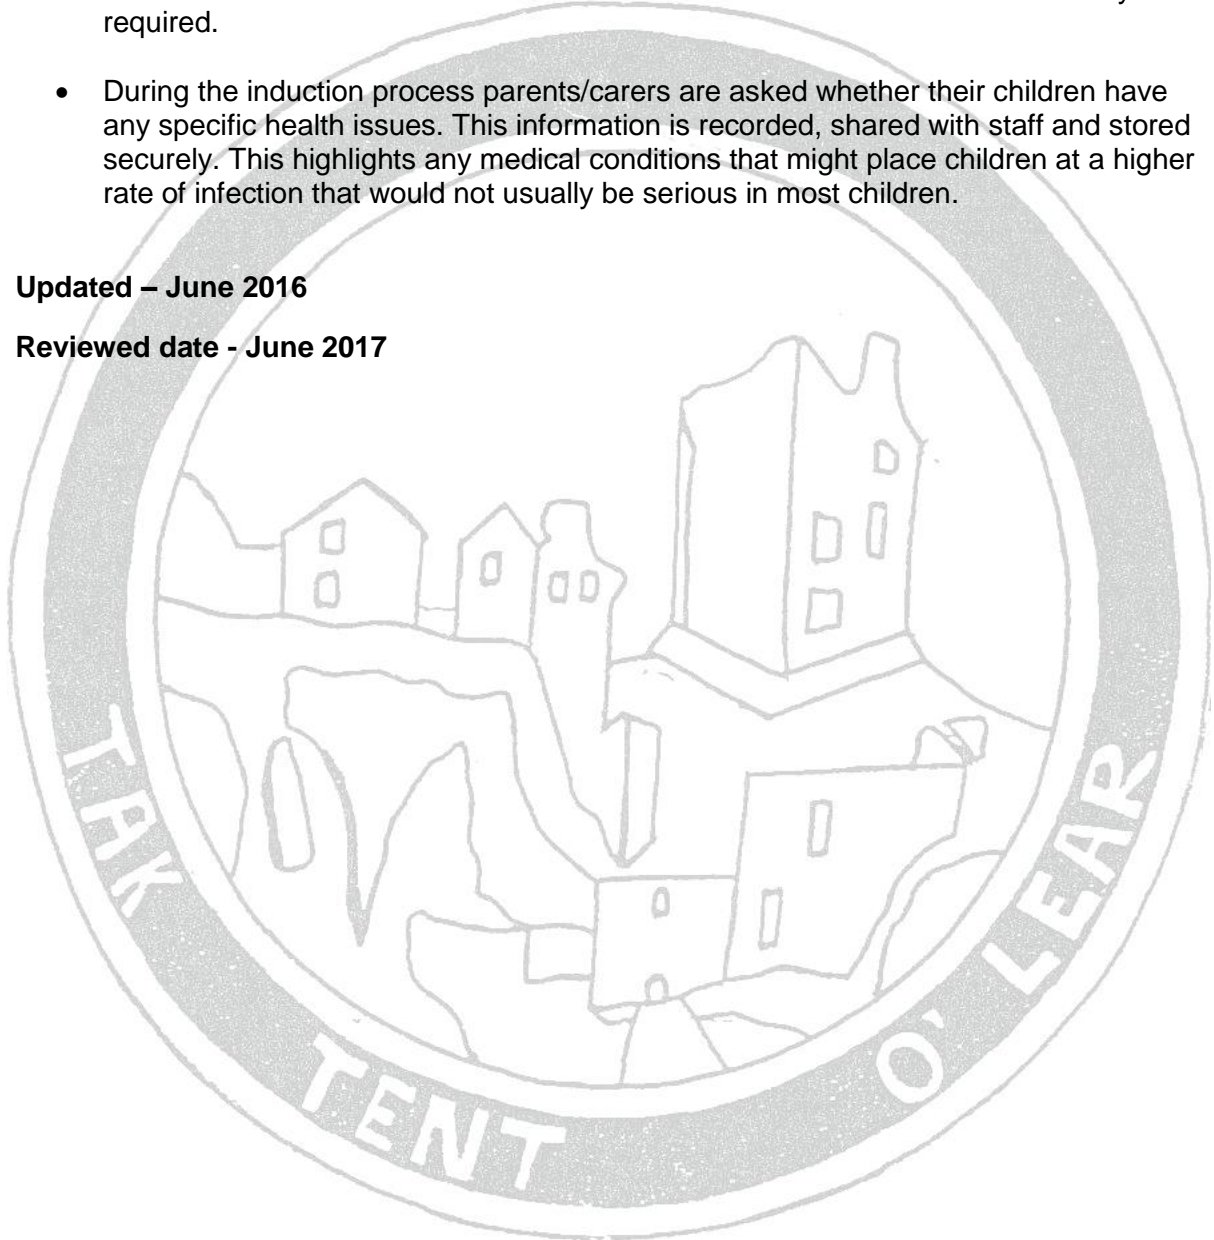 required.
• During the induction process parents/carers are asked whether their children have
any specific health issues. This information is recorded, shared with staff and stored
securely. This highlights any medical conditions that might place children at a higher
rate of infection that would not usually be serious in most children.
Updated – June 2016
Reviewed date - June 2017
TAK TENT O' LEAR